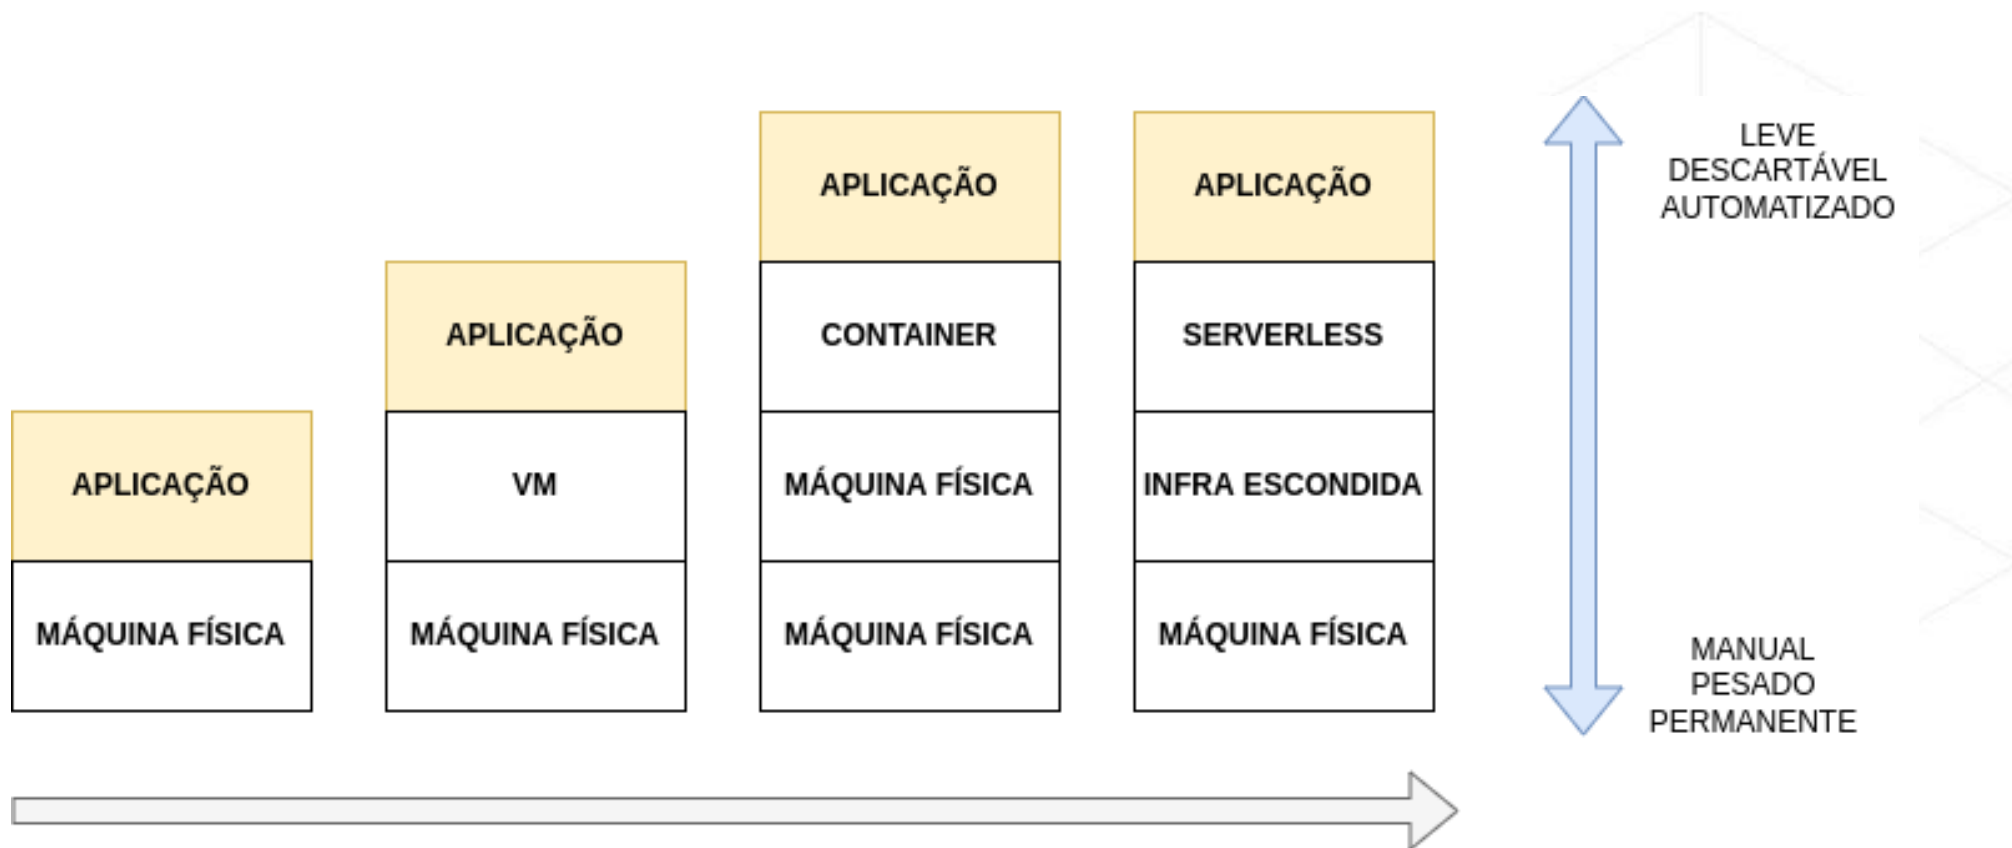 APLICAÇÃO
MÁQUINA FÍSICA
APLICAÇÃO
VM
MÁQUINA FÍSICA
APLICAÇÃO
CONTAINER
MÁQUINA FÍSICA
MÁQUINA FÍSICA
APLICAÇÃO
SERVERLESS
INFRA ESCONDIDA
MÁQUINA FÍSICA
LEVE
DESCARTÁVEL
AUTOMATIZADO
MANUAL
PESADO
PERMANENTE